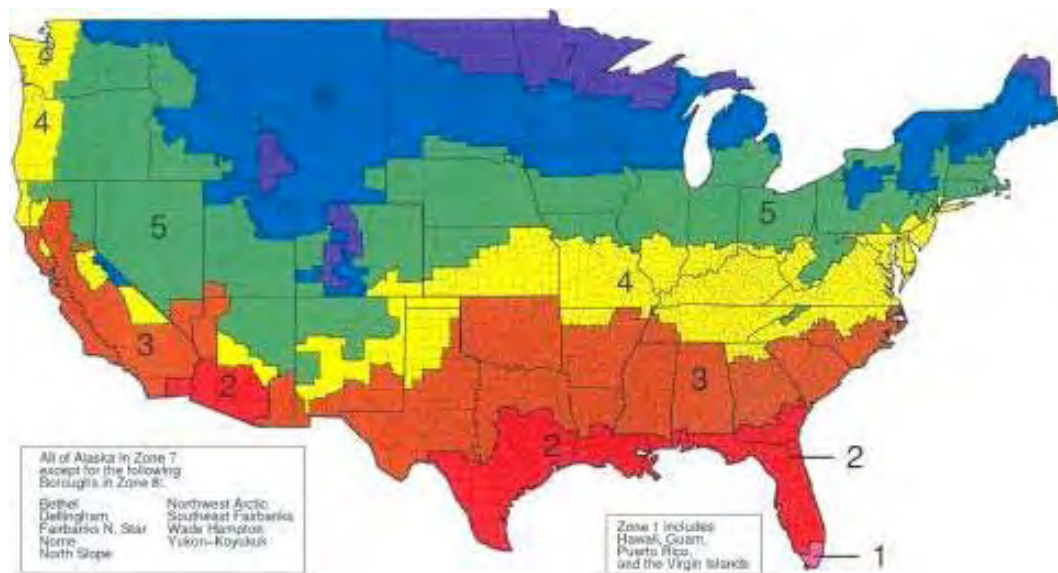 4
5
5
4
3
3
2
2
2
1
All of Alaska in Zone 7
except for the following
Boroughs in Zone 8:
Bethel Northwest Arctic
Dellingham Southeast Fairbanks
Fairbanks N. Star Wade Hampton
Nome Yukon-Koyukuk
North Slope
Zone 1 includes
Hawaii, Guam,
Puerto Rico,
and the Virgin Islands